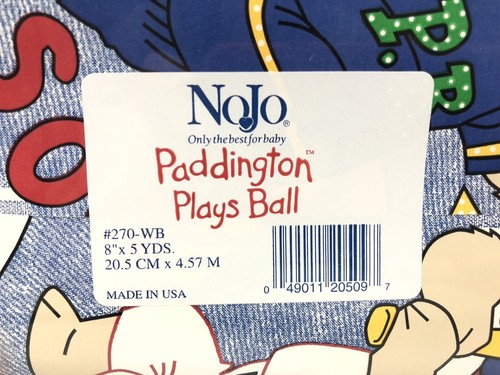 S
O
P.B
NoJo®
Only the best for baby
Paddington™
Plays Ball
#270-WB
8"x 5 YDS.
20.5 CM x 4.57 M
MADE IN USA
0 49011 20509 7